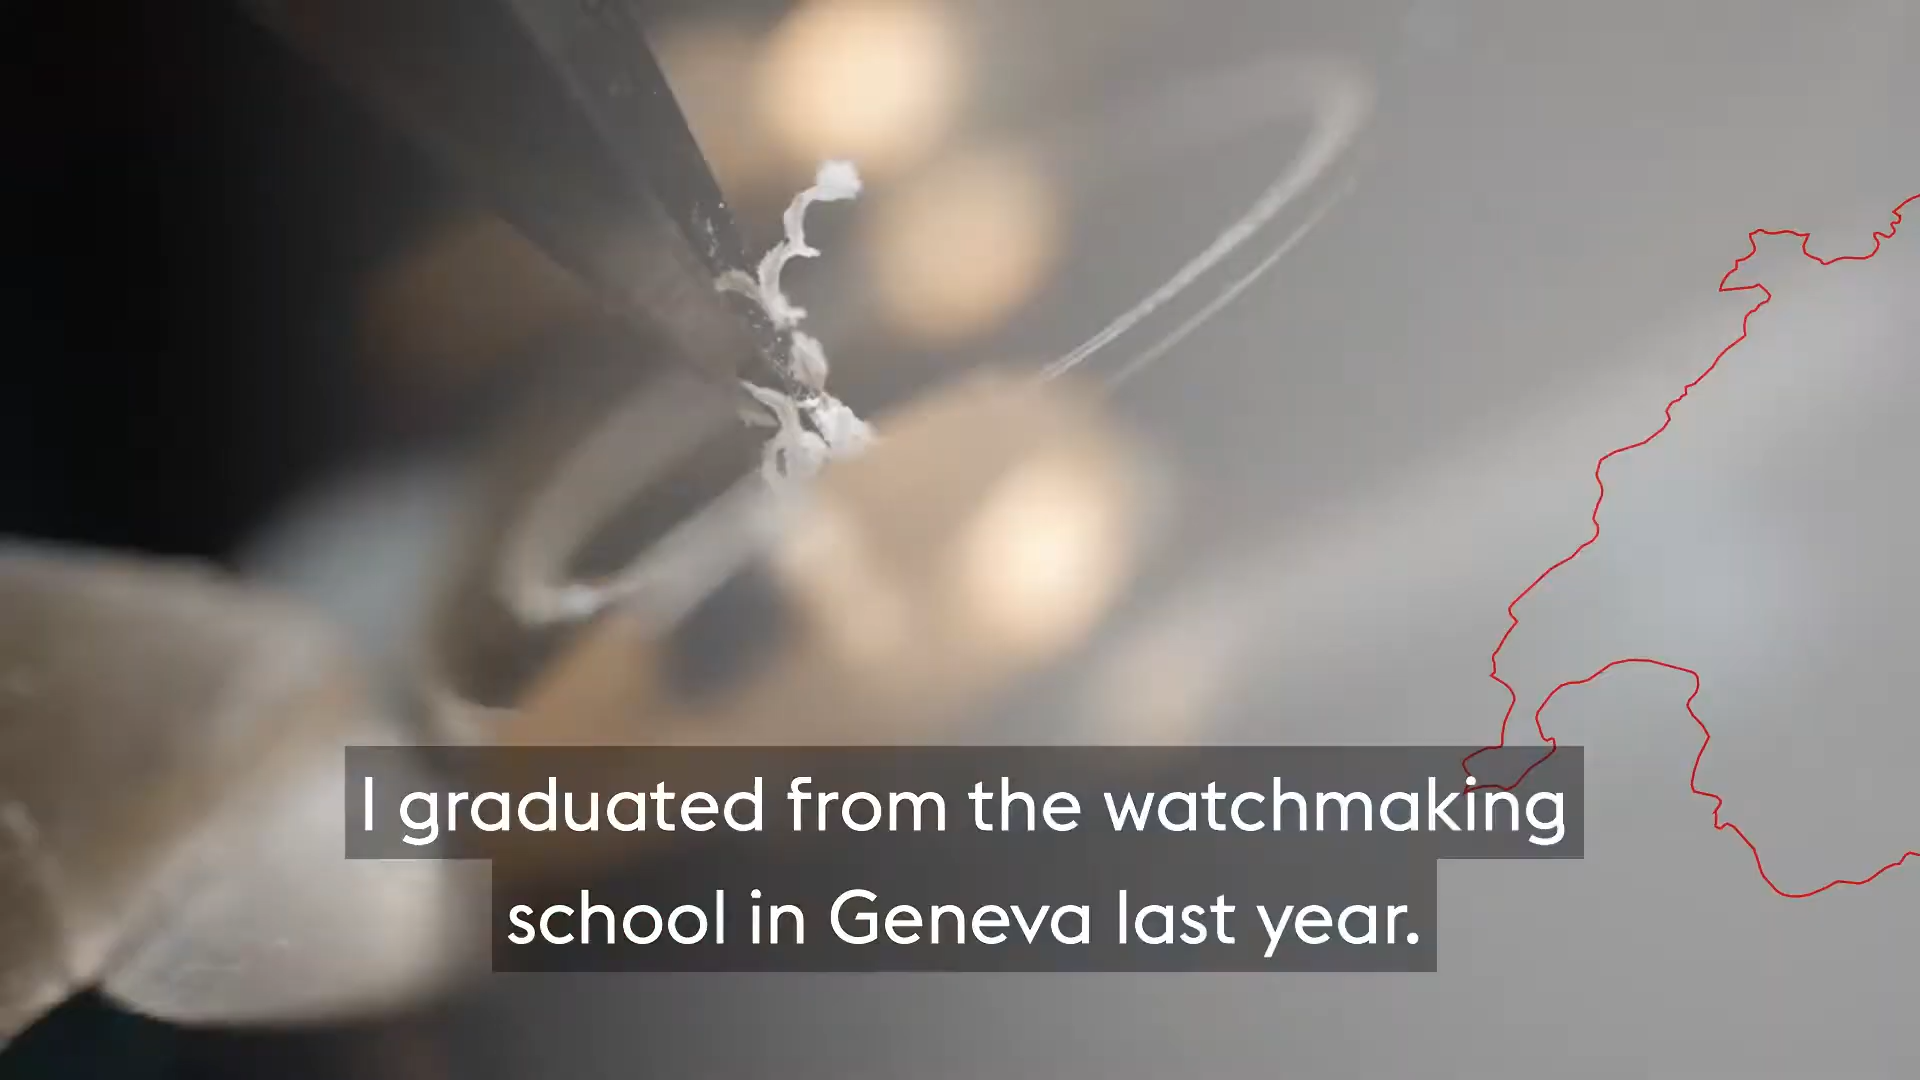 I graduated from the watchmaking
school in Geneva last year.